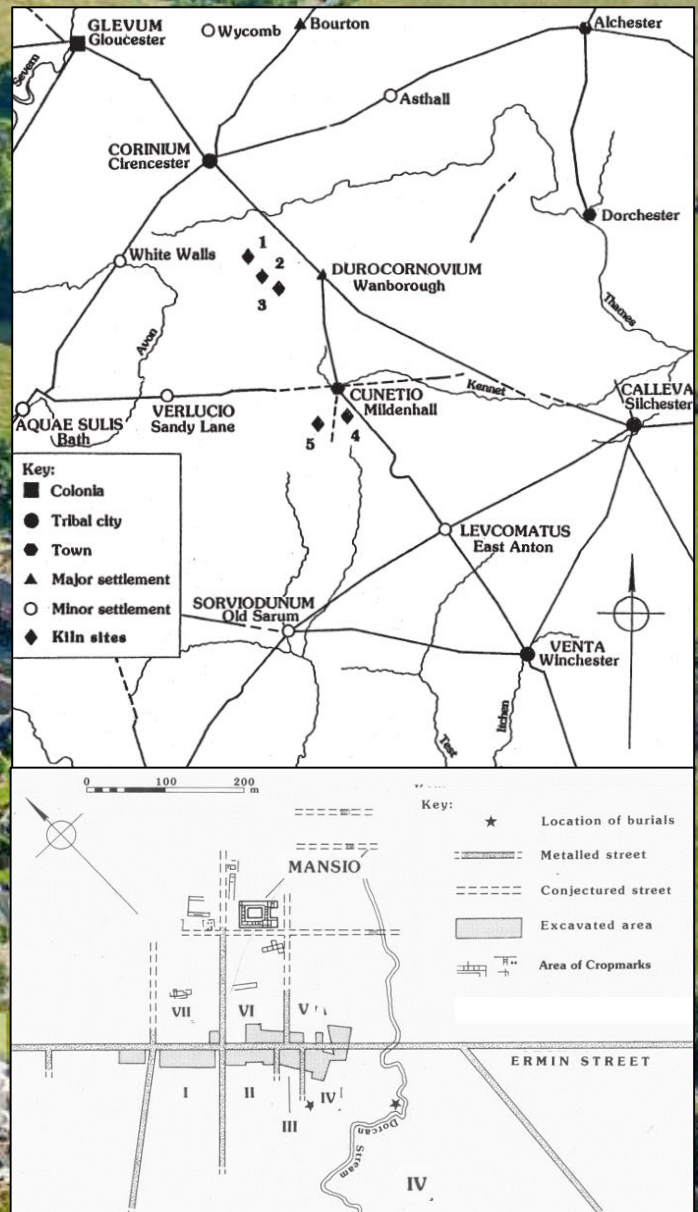 GLEVUM
Gloucester
Wycomb
Bourton
Alchester
Severn
Asthall
CORINIUM
Cirencester
Dorchester
White Walls
1
2
3
DUROCORNOVIUM
Wanborough
Thames
Avon
Kennet
CUNETIO
Mildenhall
CALLEVA
Silchester
VERLUCIO
Sandy Lane
AQUAE SULIS
Bath
4
5
Key:
Colonia
Tribal city
Town
Major settlement
Minor settlement
Kiln sites
LEVCOMATUS
East Anton
SORVIODUNUM
Old Sarum
VENTA
Winchester
Itchen
Test
0 100 200
m
Key:
Location of burials
Metalled street
Conjectured street
Excavated area
Area of Cropmarks
MANSIO
VII
VI
V
ERMIN STREET
I
II
III
IV
Dorcan
Stream
IV